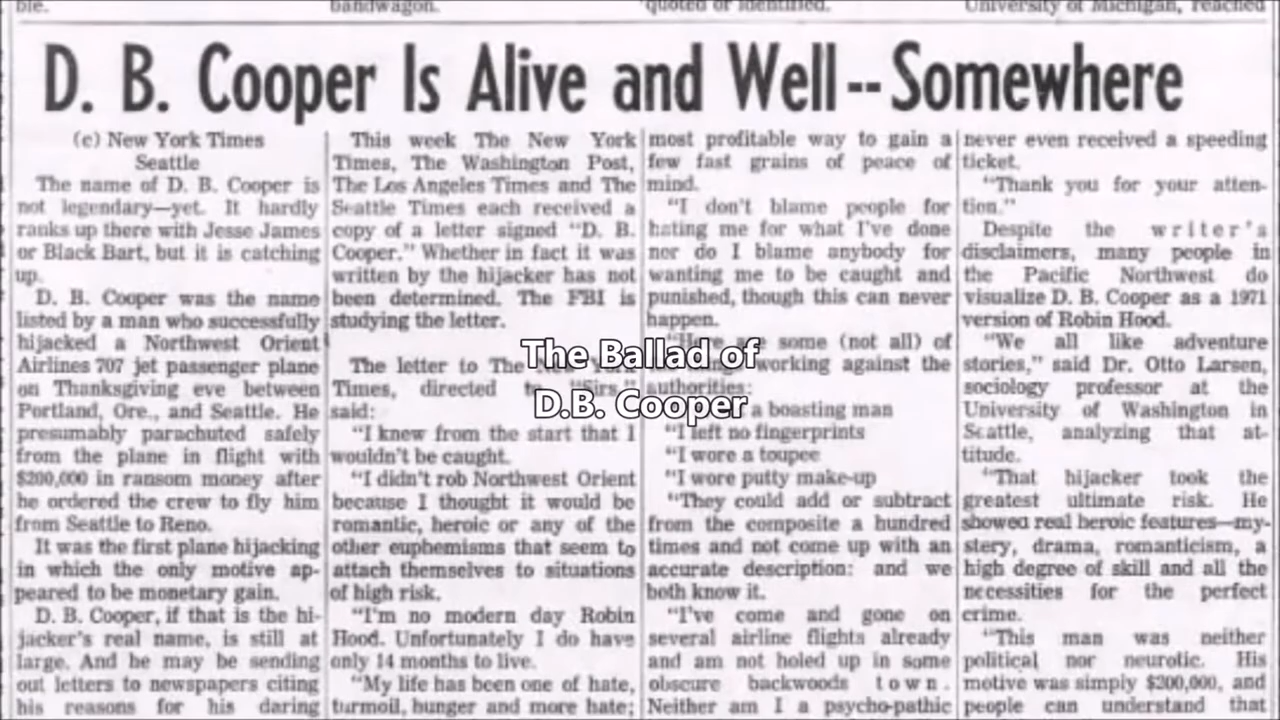 ble.
bandwagon.
quoted or identified.
University of Michigan, reached
D. B. Cooper Is Alive and Well--Somewhere
(c) New York Times
Seattle
The name of D. B. Cooper is
not legendary—yet. It hardly
ranks up there with Jesse James
or Black Bart, but it is catching
up.
D. B. Cooper was the name
listed by a man who successfully
hijacked a Northwest Orient
Airlines 707 jet passenger plane
on Thanksgiving eve between
Portland, Ore., and Seattle. He
presumably parachuted safely
from the plane in flight with
$200,000 in ransom money after
he ordered the crew to fly him
from Seattle to Reno.
It was the first plane hijacking
in which the only motive ap-
peared to be monetary gain.
D. B. Cooper, if that is the hi-
jacker's real name, is still at
large. And he may be sending
out letters to newspapers citing
his reasons for his daring
This week The New York
Times, The Washington Post,
The Los Angeles Times and The
Seattle Times each received a
copy of a letter signed "D. B.
Cooper." Whether in fact it was
written by the hijacker has not
been determined. The FBI is
studying the letter.
The letter to The
Times, directed "Sirs,"
said:
"I knew from the start that I
wouldn't be caught.
"I didn't rob Northwest Orient
because I thought it would be
romantic, heroic or any of the
other euphemisms that seem to
attach themselves to situations
of high risk.
"I'm no modern day Robin
Hood. Unfortunately I do have
only 14 months to live.
"My life has been one of hate,
turmoil, hunger and more hate;
most profitable way to gain a
few fast grains of peace of
mind.
"I don't blame people for
hating me for what I've done
nor do I blame anybody for
wanting me to be caught and
punished, though this can never
happen.
some (not all) of
working against the
authorities:
a boasting man
"I left no fingerprints
"I wore a toupee
"I wore putty make-up
"They could add or subtract
from the composite a hundred
times and not come up with an
accurate description: and we
both know it.
"I've come and gone on
several airline flights already
and am not holed up in some
obscure backwoods town.
Neither am I a psycho-pathic
never even received a speeding
ticket.
"Thank you for your atten-
tion."
Despite the writer's
disclaimers, many people in
the Pacific Northwest do
visualize D. B. Cooper as a 1971
version of Robin Hood.
"We all like adventure
stories," said Dr. Otto Larsen,
sociology professor at the
University of Washington in
Seattle, analyzing that at-
titude.
"That hijacker took the
greatest ultimate risk. He
showed real heroic features—my-
stery, drama, romanticism, a
high degree of skill and all the
necessities for the perfect
crime.
"This man was neither
political nor neurotic. His
motive was simply $200,000, and
people can understand that
The Ballad of
D.B. Cooper